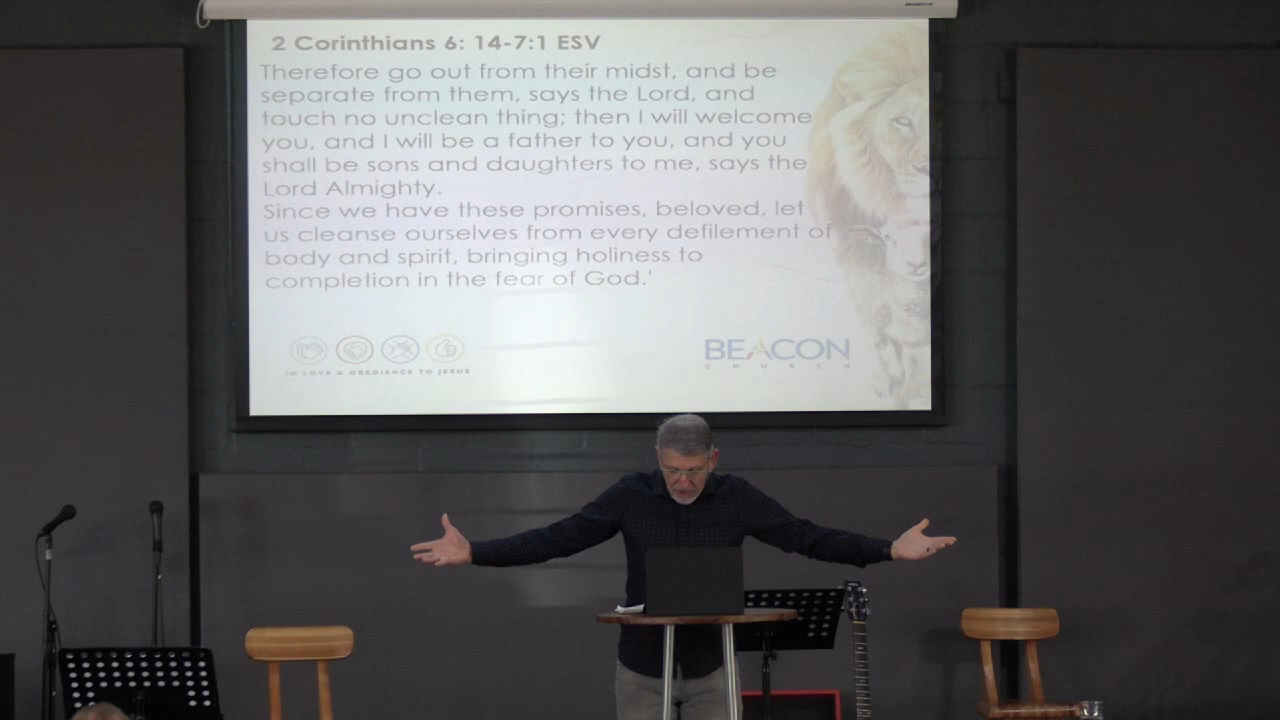 2 Corinthians 6: 14-7:1 ESV
Therefore go out from their midst, and be
separate from them, says the Lord, and
touch no unclean thing; then I will welcome
you, and I will be a father to you, and you
shall be sons and daughters to me, says the
Lord Almighty.
Since we have these promises, beloved, let
us cleanse ourselves from every defilement of
body and spirit, bringing holiness to
completion in the fear of God.'
IN LOVE & OBEDIENCE TO JESUS
BEACON
CHURCH